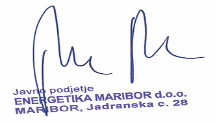 Javno podjetje
ENERGETIKA MARIBOR d.o.o.
MARIBOR, Jadranska c. 28